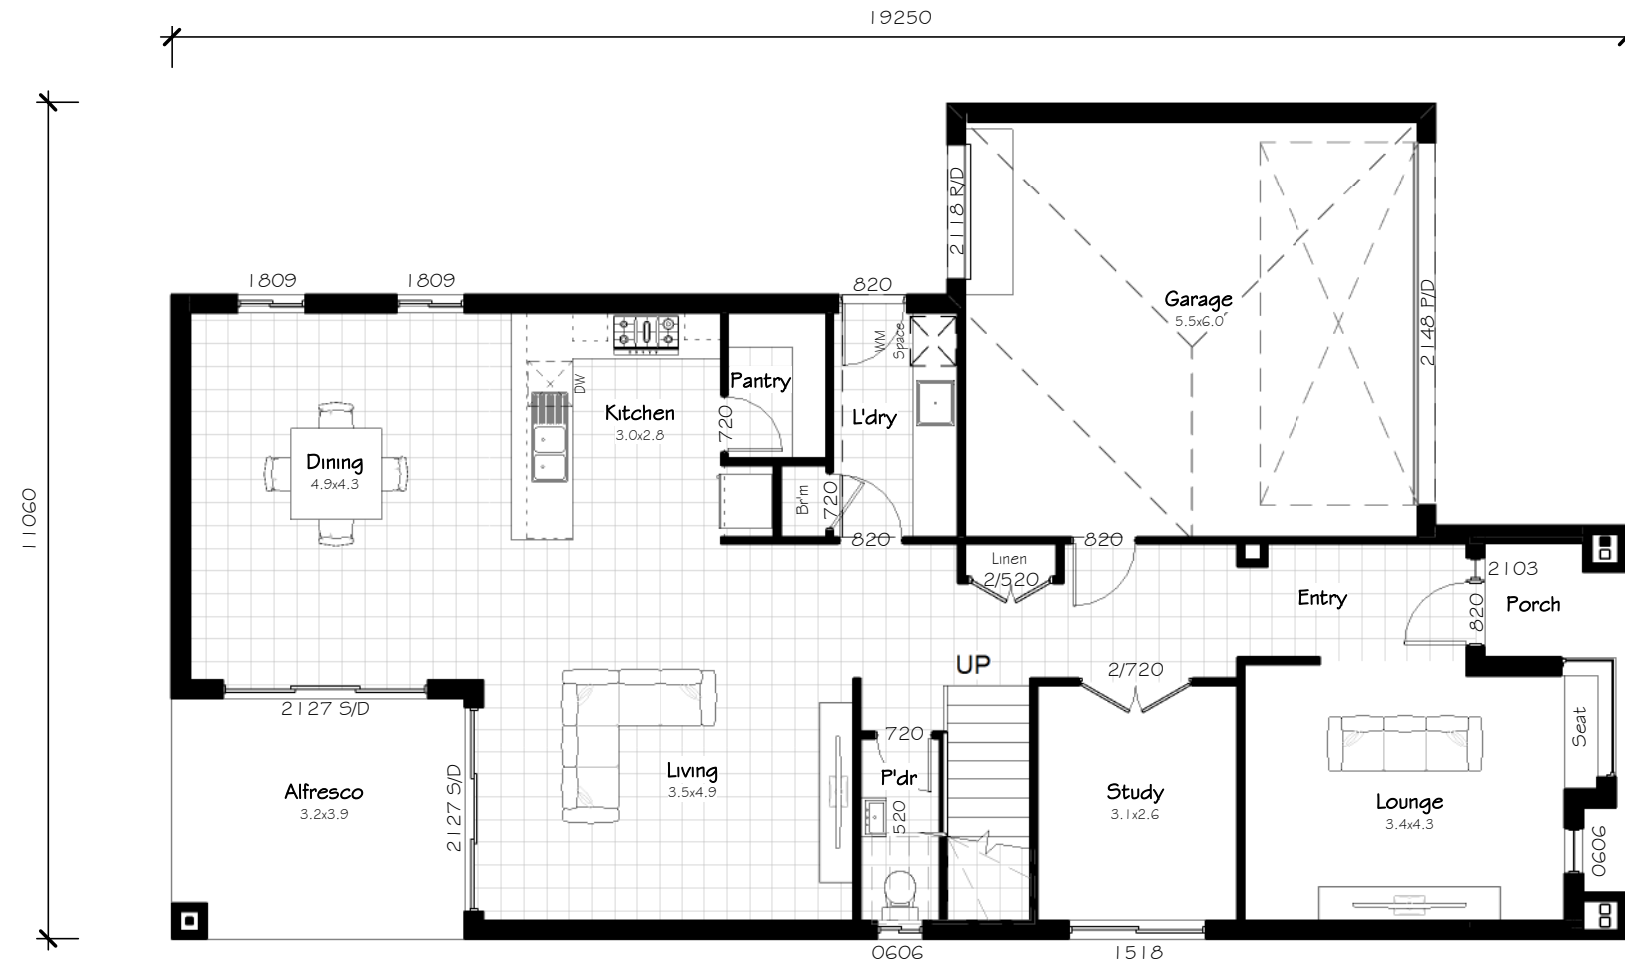 19250
11060
2118 R/D
1809
1809
820
Garage
5.5x6.0
2148 P/D
WM
Space
DW
Pantry
Kitchen
3.0x2.8
720
L'dry
Dining
4.9x4.3
Br'm
720
820
820
Linen
2/520
2103
Entry
820
Porch
UP
2/720
2127 S/D
720
Seat
Living
3.5x4.9
P'dr
Alfresco
3.2x3.9
2127 S/D
520
Study
3.1x2.6
Lounge
3.4x4.3
0606
0606
1518